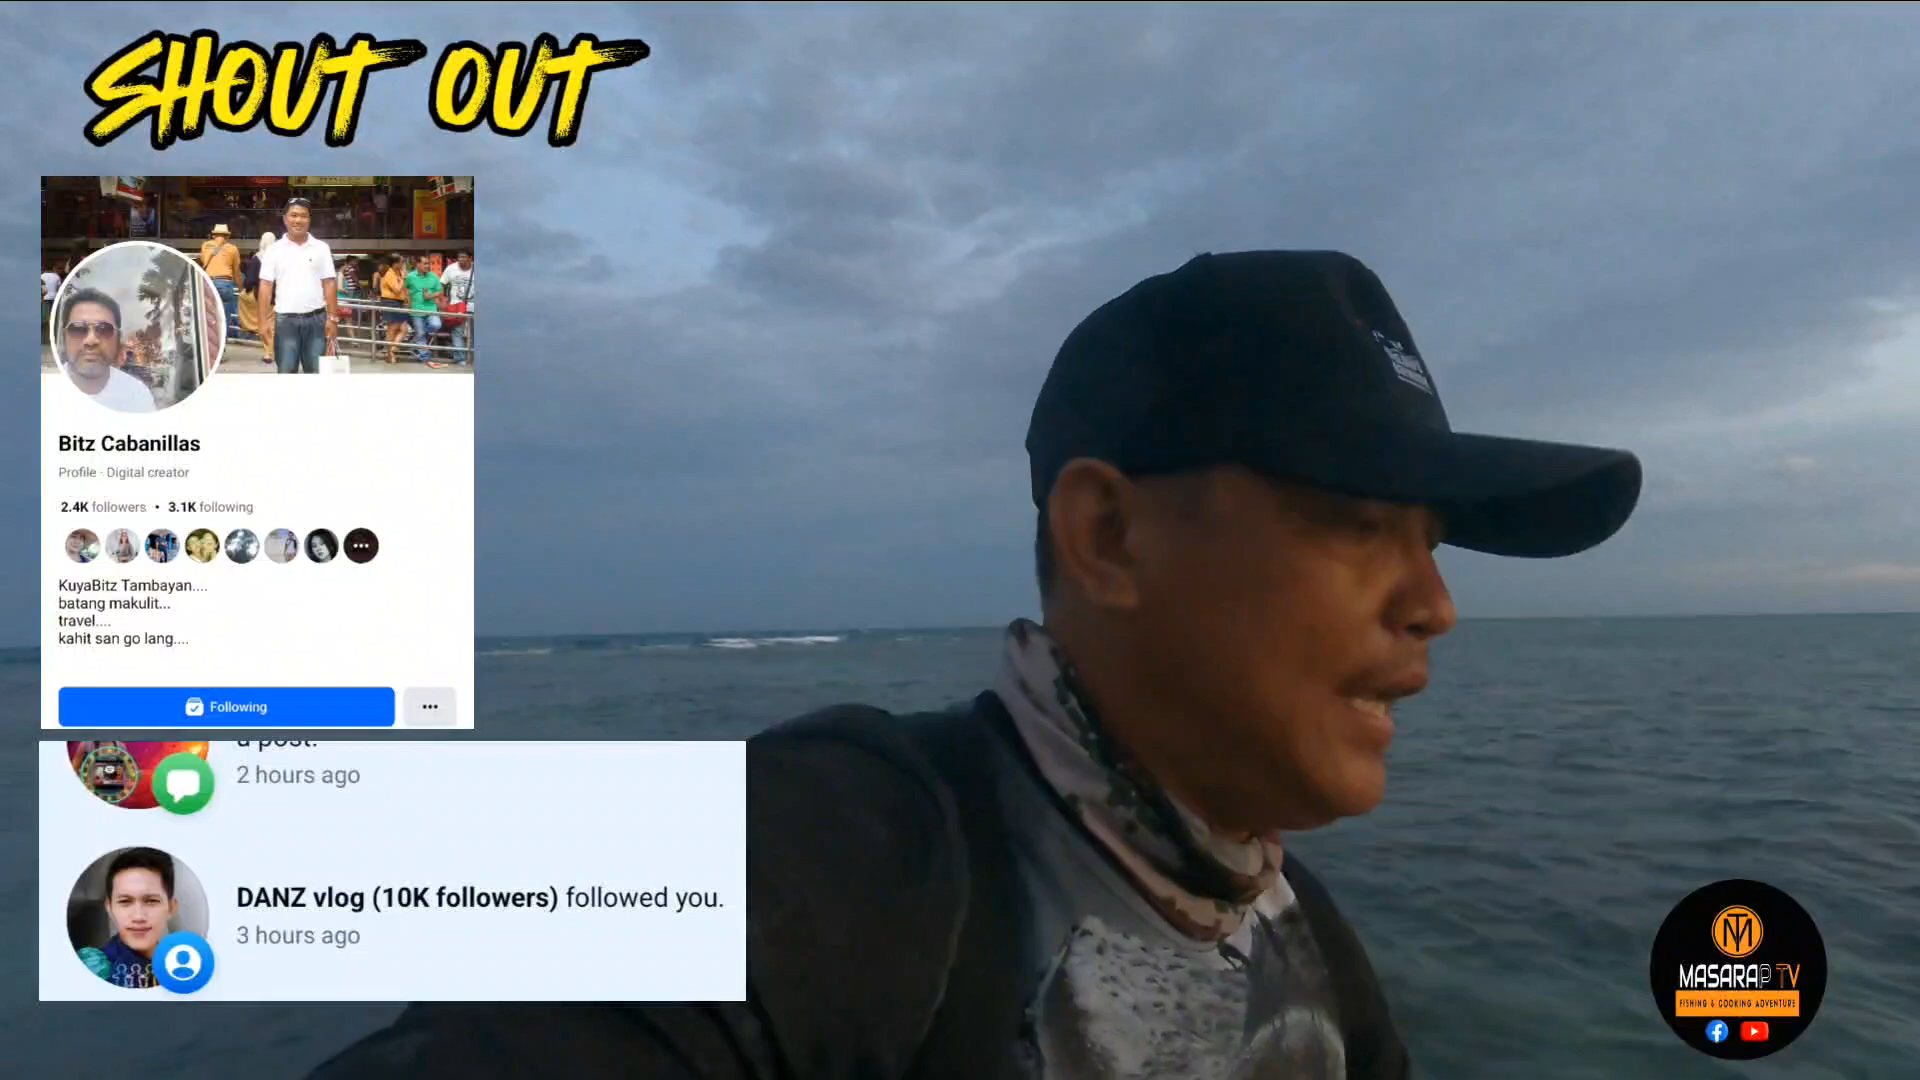 SHOUT OUT
Bitz Cabanillas
Profile · Digital creator
2.4K followers • 3.1K following
KuyaBitz Tambayan....
batang makulit...
travel....
kahit san go lang....
Following
a post.
2 hours ago
DANZ vlog (10K followers) followed you.
3 hours ago
MASARAP TV
FISHING & COOKING ADVENTURE